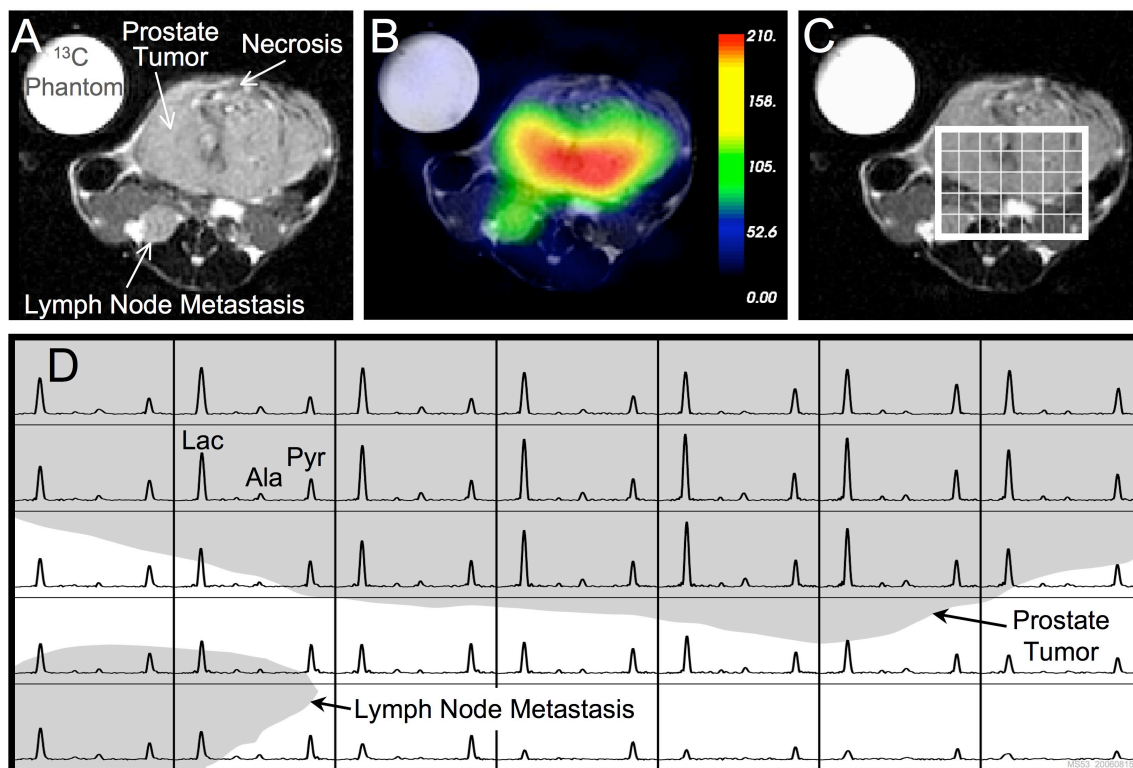 A
Prostate
Tumor
Necrosis
13C
Phantom
Lymph Node Metastasis
B
210.
158.
105.
52.6
0.00
C
D
Lac
Ala
Pyr
Prostate
Tumor
Lymph Node Metastasis
MS53_20060815